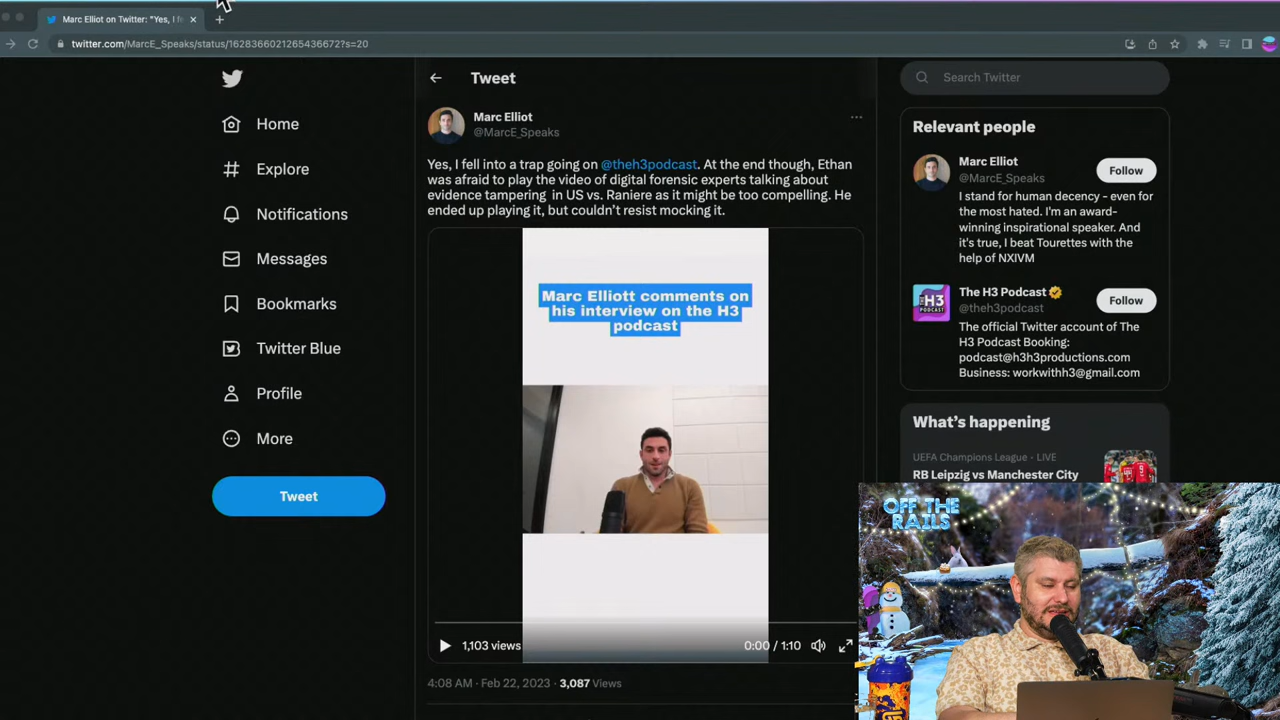 Marc Elliot on Twitter: "Yes, I fe
twitter.com/MarcE_Speaks/status/1628366021265436672?s=20
Home
Explore
Notifications
Messages
Bookmarks
Twitter Blue
Profile
More
Tweet
Tweet
Marc Elliot
@MarcE_Speaks
Yes, I fell into a trap going on @theh3podcast. At the end though, Ethan
was afraid to play the video of digital forensic experts talking about
evidence tampering in US vs. Raniere as it might be too compelling. He
ended up playing it, but couldn't resist mocking it.
Marc Elliott comments on
his interview on the H3
podcast
1,103 views
0:00 / 1:10
4:08 AM · Feb 22, 2023 · 3,087 Views
Search Twitter
Relevant people
Marc Elliot
@MarcE_Speaks
Follow
I stand for human decency - even for
the most hated. I'm an award-
winning inspirational speaker. And
it's true, I beat Tourettes with the
help of NXIVM
The H3 Podcast
@theh3podcast
Follow
H3
The official Twitter account of The
H3 Podcast Booking:
podcast@h3h3productions.com
Business: workwithh3@gmail.com
What's happening
UEFA Champions League · LIVE
RB Leipzig vs Manchester City
OFF THE
RAILS